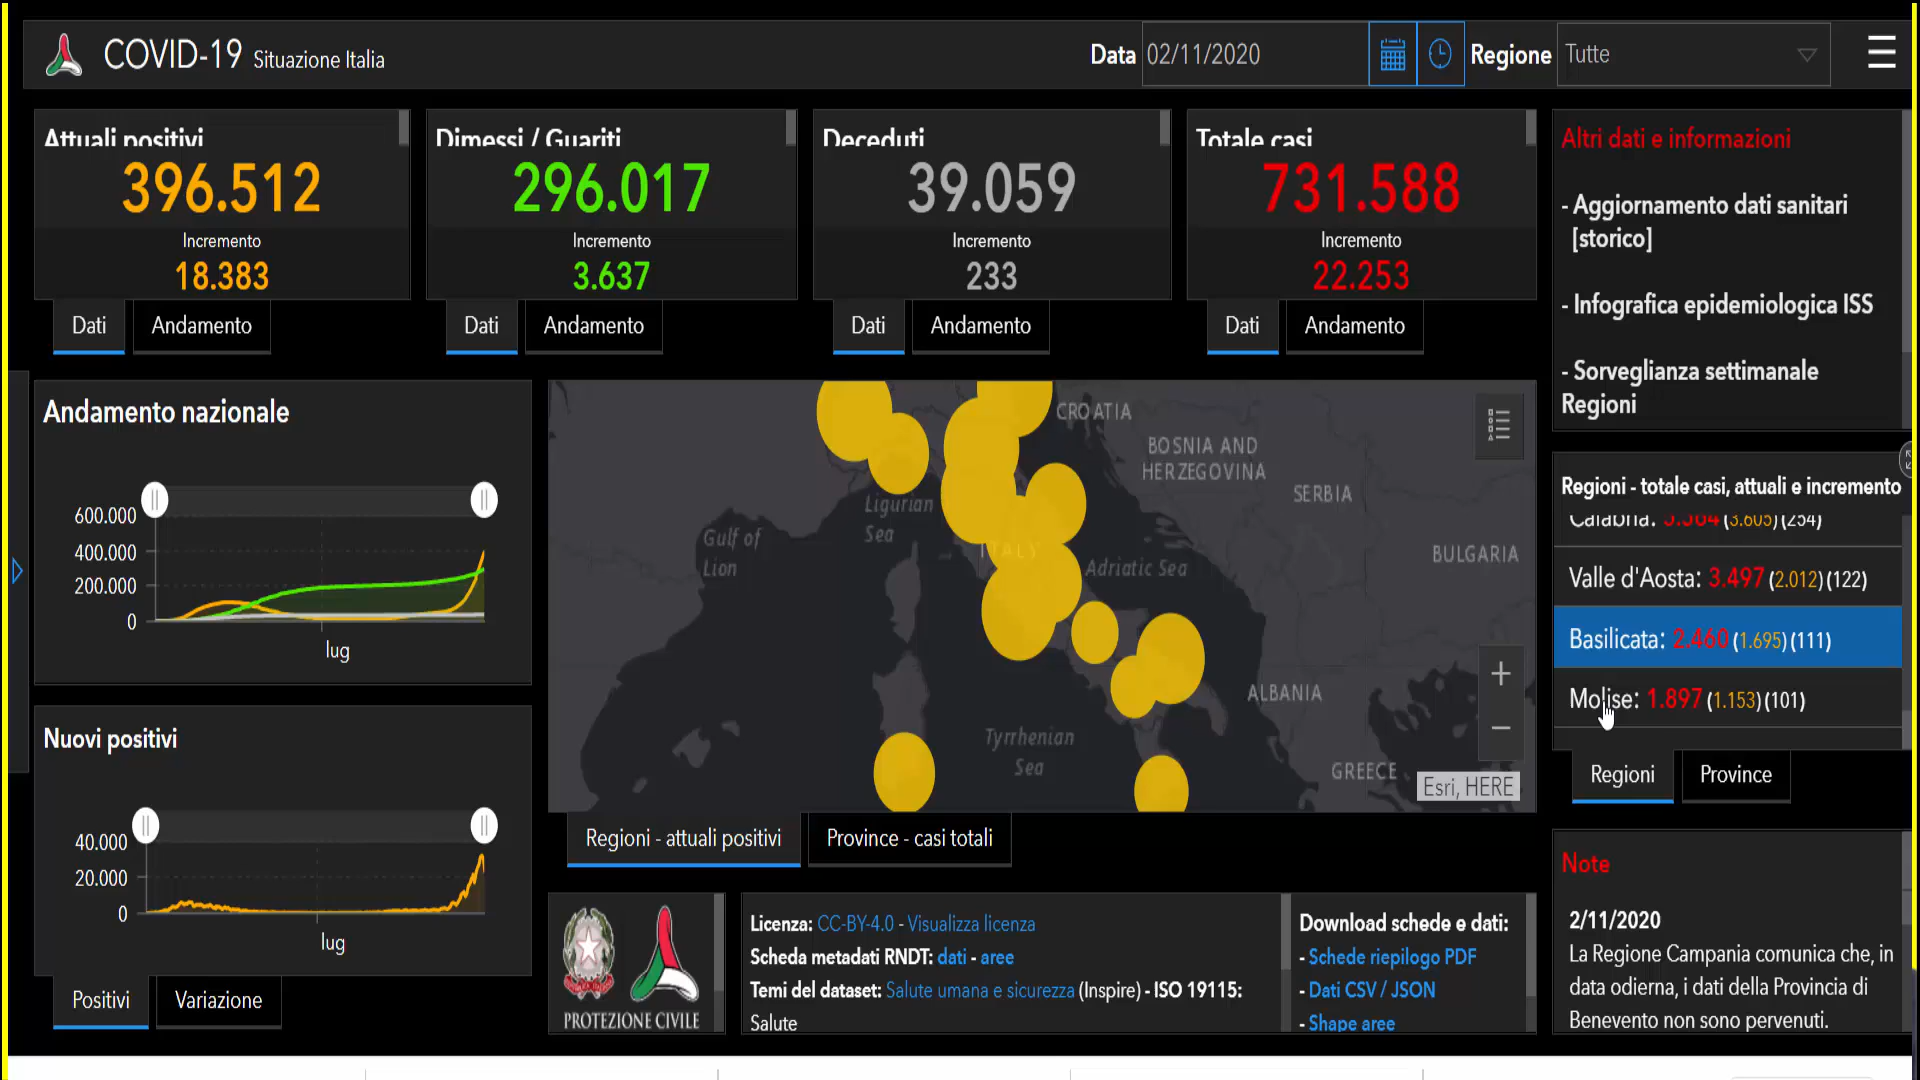 COVID-19 Situazione Italia
Data 02/11/2020 Regione Tutte
Attuali positivi
396.512
Incremento
18.383
Dati Andamento
Dimessi / Guariti
296.017
Incremento
3.637
Dati Andamento
Deceduti
39.059
Incremento
233
Dati Andamento
Totale casi
731.588
Incremento
22.253
Dati Andamento
Altri dati e informazioni
- Aggiornamento dati sanitari
[storico]
- Infografica epidemiologica ISS
- Sorveglianza settimanale
Regioni
Andamento nazionale
600.000
400.000
200.000
0
lug
Nuovi positivi
40.000
20.000
0
lug
Positivi Variazione
CROATIA
BOSNIA AND
HERZEGOVINA
SERBIA
Ligurian
Sea
Gulf of
Lion
ITALY
Adriatic Sea
BULGARIA
ALBANIA
Tyrrhenian
Sea
GREECE
+
−
Esri, HERE
Regioni - attuali positivi Province - casi totali
Regioni - totale casi, attuali e incremento
Calabria: 5.564 (3.605) (254)
Valle d'Aosta: 3.497 (2.012) (122)
Basilicata: 2.460 (1.695) (111)
Molise: 1.897 (1.153) (101)
Regioni Province
PROTEZIONE CIVILE
Licenza: CC-BY-4.0 - Visualizza licenza
Scheda metadati RNDT: dati - aree
Temi del dataset: Salute umana e sicurezza (Inspire) - ISO 19115:
Salute
Download schede e dati:
- Schede riepilogo PDF
- Dati CSV / JSON
- Shape aree
Note
2/11/2020
La Regione Campania comunica che, in
data odierna, i dati della Provincia di
Benevento non sono pervenuti.